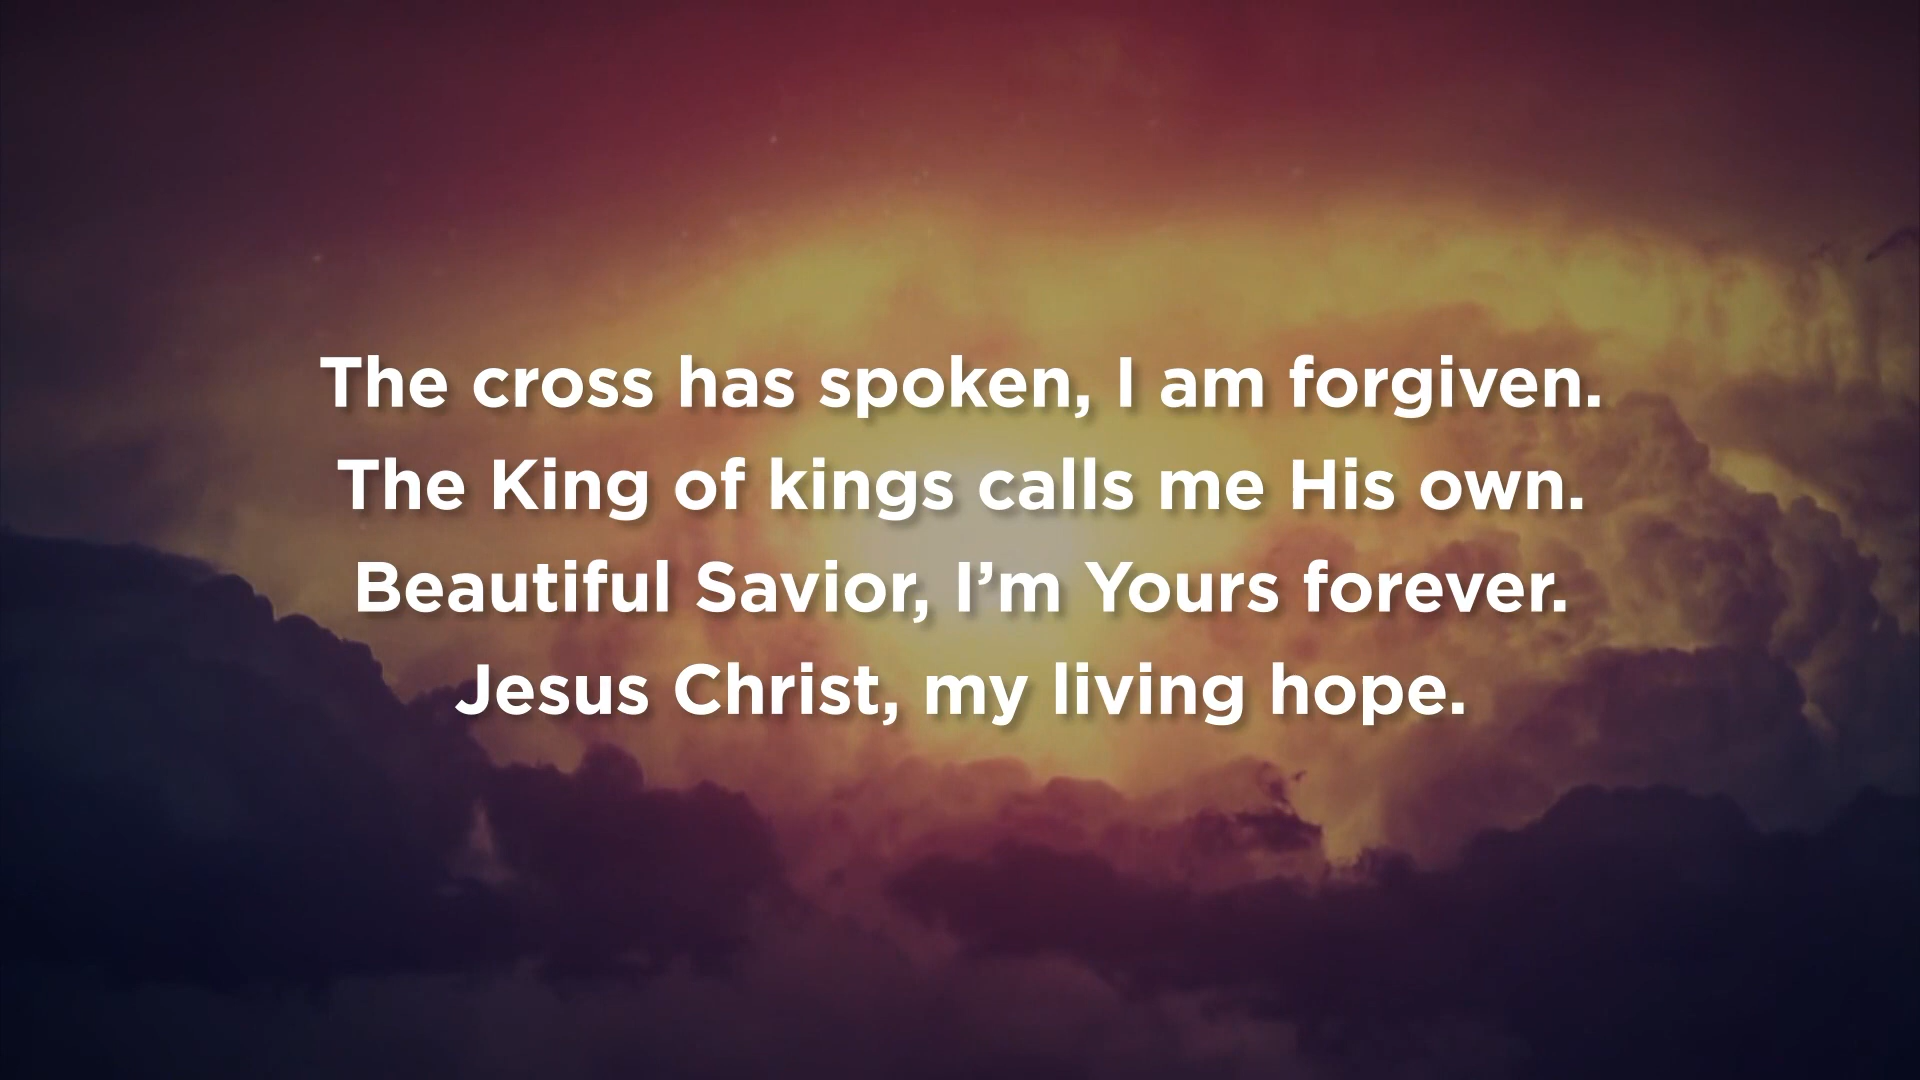 The cross has spoken, I am forgiven.
The King of kings calls me His own.
Beautiful Savior, I’m Yours forever.
Jesus Christ, my living hope.